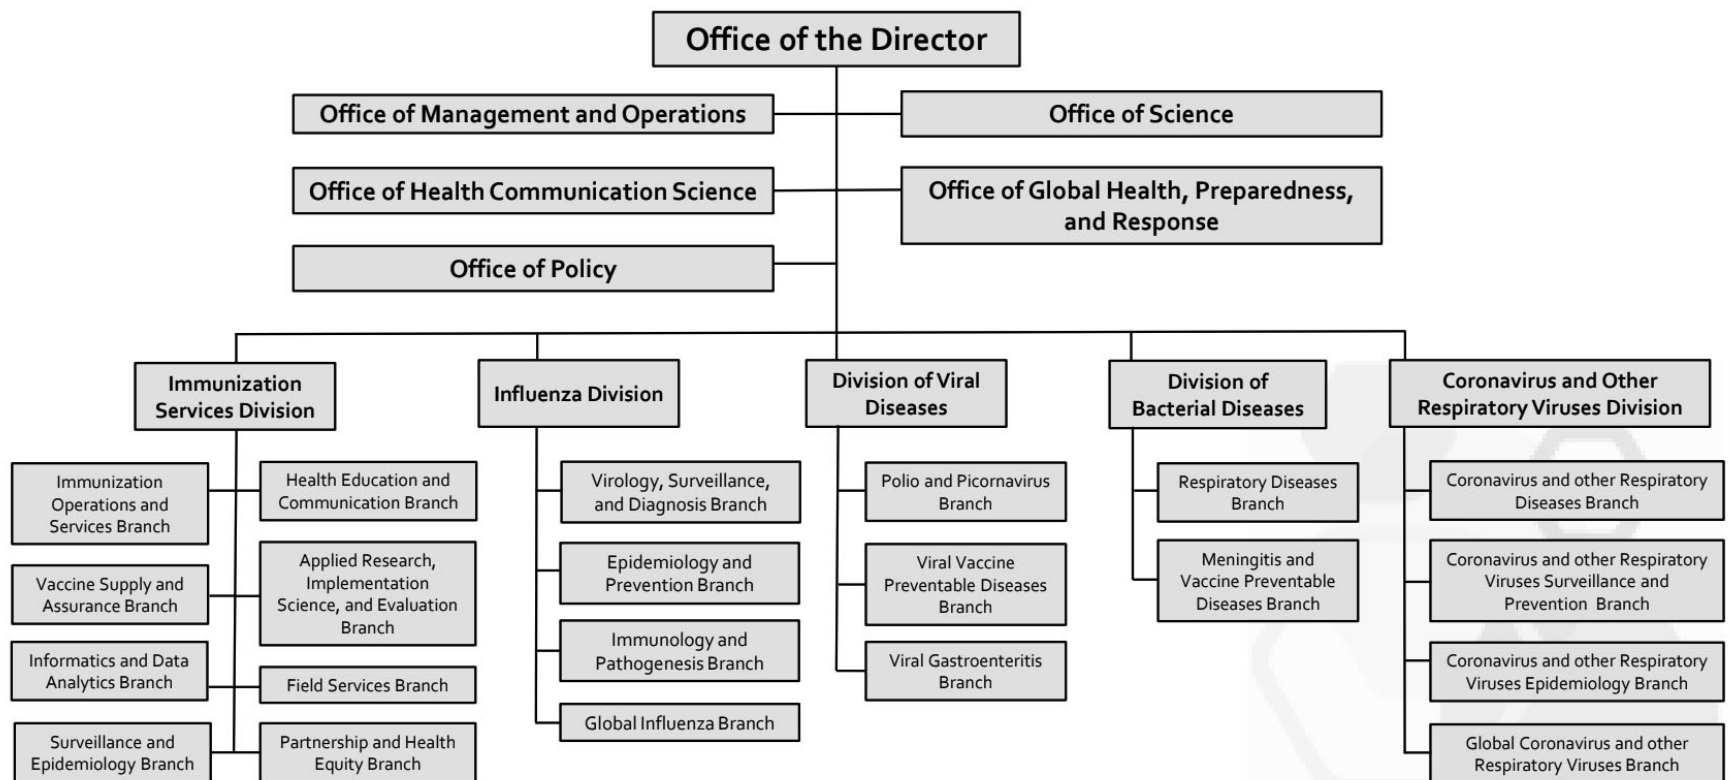 Office of the Director
Office of Management and Operations
Office of Science
Office of Health Communication Science
Office of Global Health, Preparedness,
and Response
Office of Policy
Immunization
Services Division
Influenza Division
Division of Viral
Diseases
Division of
Bacterial Diseases
Coronavirus and Other
Respiratory Viruses Division
Immunization
Operations and
Services Branch
Health Education and
Communication Branch
Vaccine Supply and
Assurance Branch
Applied Research,
Implementation
Science, and Evaluation
Branch
Informatics and Data
Analytics Branch
Field Services Branch
Surveillance and
Epidemiology Branch
Partnership and Health
Equity Branch
Virology, Surveillance,
and Diagnosis Branch
Epidemiology and
Prevention Branch
Immunology and
Pathogenesis Branch
Global Influenza Branch
Polio and Picornavirus
Branch
Viral Vaccine
Preventable Diseases
Branch
Viral Gastroenteritis
Branch
Respiratory Diseases
Branch
Meningitis and
Vaccine Preventable
Diseases Branch
Coronavirus and other Respiratory
Diseases Branch
Coronavirus and other Respiratory
Viruses Surveillance and
Prevention Branch
Coronavirus and other Respiratory
Viruses Epidemiology Branch
Global Coronavirus and other
Respiratory Viruses Branch